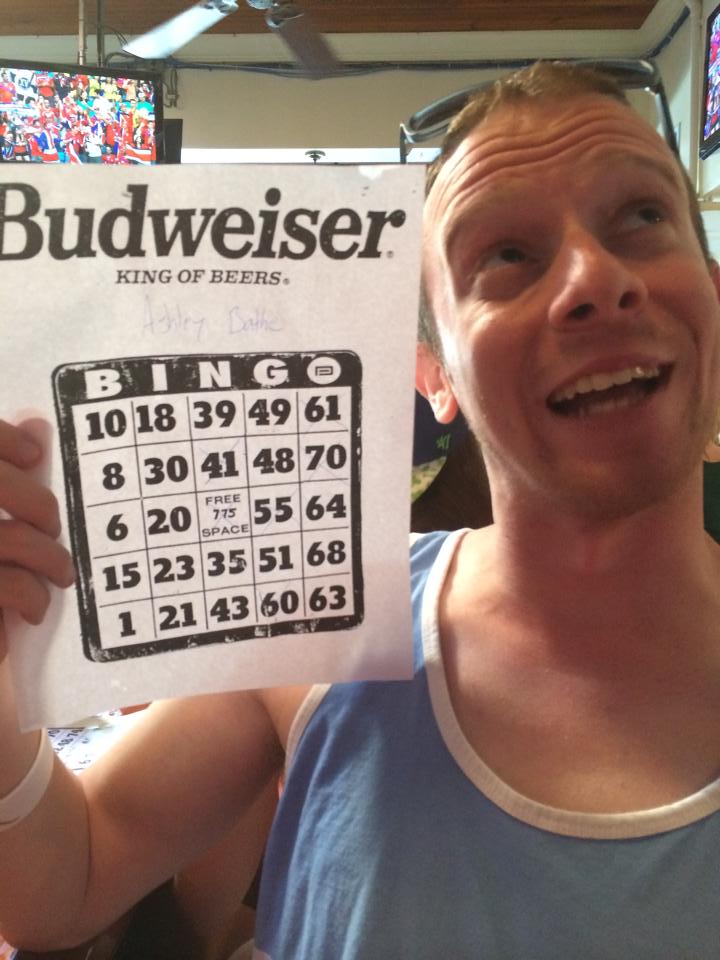 Budweiser
KING OF BEERS®
Ashley
BINGO
10 18 39 49 61
8 30 41 48 70
6 20 FREE 775 SPACE 55 64
15 23 35 51 68
1 21 43 60 63